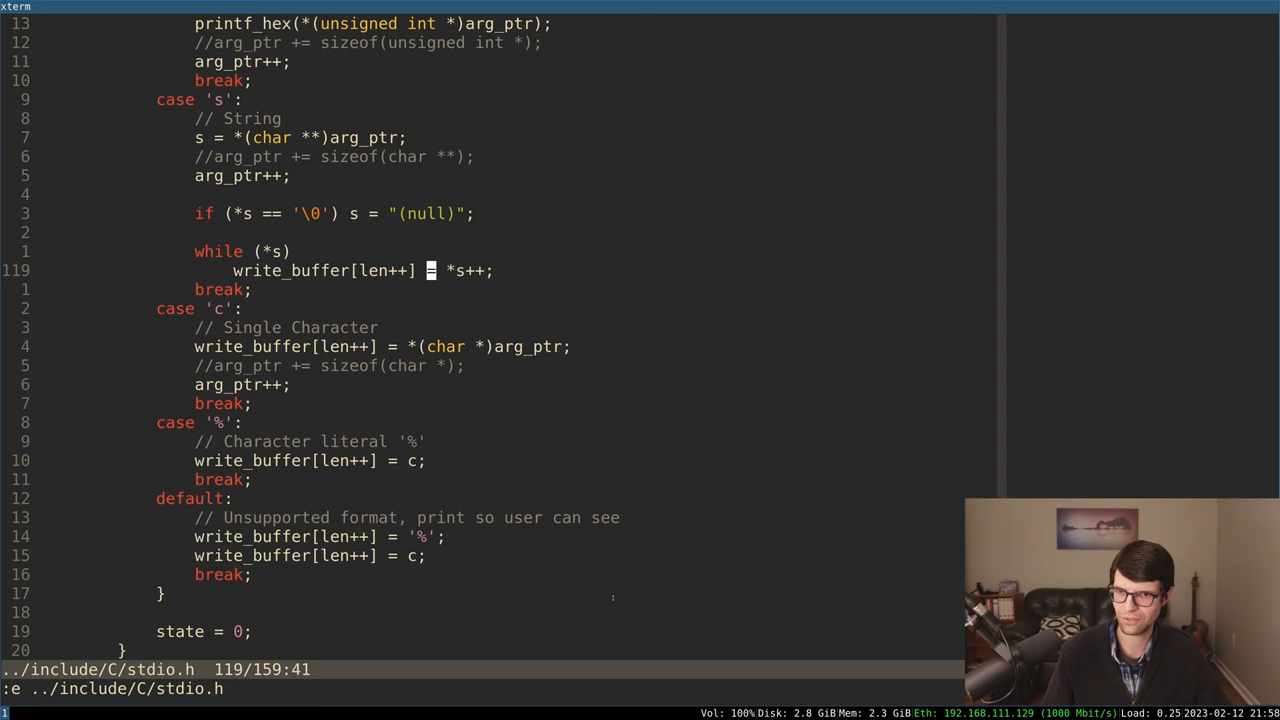 xterm
13 printf_hex(*(unsigned int *)arg_ptr);
12 //arg_ptr += sizeof(unsigned int *);
11 arg_ptr++;
10 break;
9 case 's':
8 // String
7 s = *(char **)arg_ptr;
6 //arg_ptr += sizeof(char **);
5 arg_ptr++;
4
3 if (*s == '\0') s = "(null)";
2
1 while (*s)
119 write_buffer[len++] = *s++;
1 break;
2 case 'c':
3 // Single Character
4 write_buffer[len++] = *(char *)arg_ptr;
5 //arg_ptr += sizeof(char *);
6 arg_ptr++;
7 break;
8 case '%':
9 // Character literal '%'
10 write_buffer[len++] = c;
11 break;
12 default:
13 // Unsupported format, print so user can see
14 write_buffer[len++] = '%';
15 write_buffer[len++] = c;
16 break;
17 }
18
19 state = 0;
20 }
../include/C/stdio.h 119/159:41
:e ../include/C/stdio.h
1 Vol: 100% Disk: 2.8 GiB Mem: 2.3 GiB Eth: 192.168.111.129 (1000 Mbit/s) Load: 0.25 2023-02-12 21:58